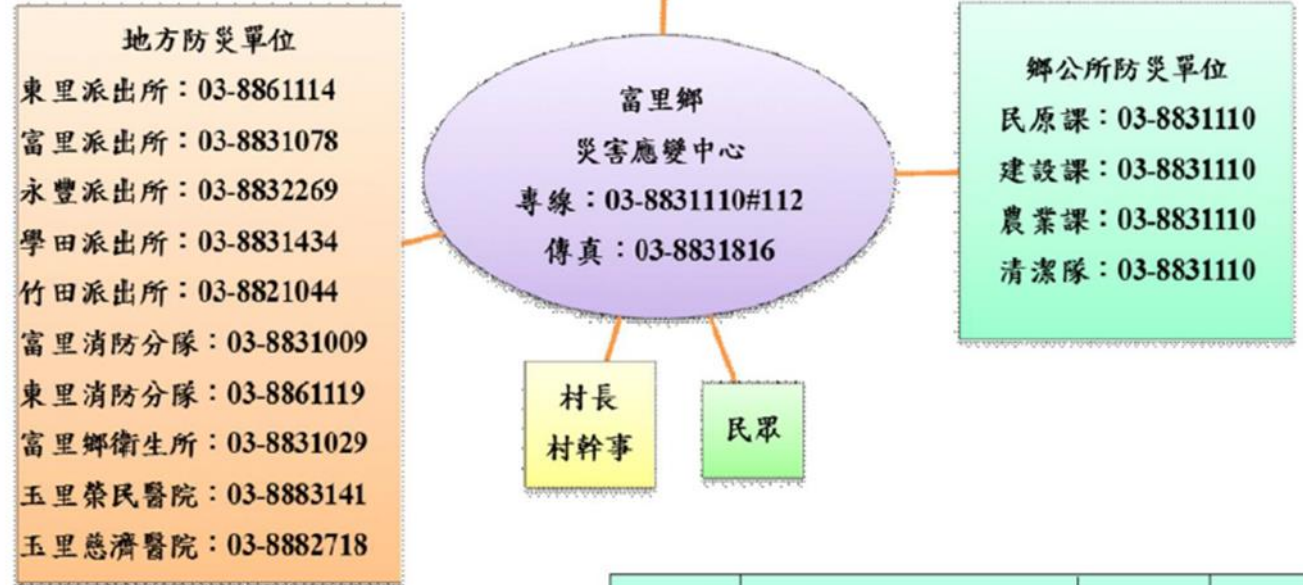 地方防災單位
東里派出所：03-8861114
富里派出所：03-8831078
永豐派出所：03-8832269
學田派出所：03-8831434
竹田派出所：03-8821044
富里消防分隊：03-8831009
東里消防分隊：03-8861119
富里鄉衛生所：03-8831029
玉里榮民醫院：03-8883141
玉里慈濟醫院：03-8882718
富里鄉
災害應變中心
專線：03-8831110#112
傳真：03-8831816
村長
村幹事
民眾
鄉公所防災單位
民原課：03-8831110
建設課：03-8831110
農業課：03-8831110
清潔隊：03-8831110